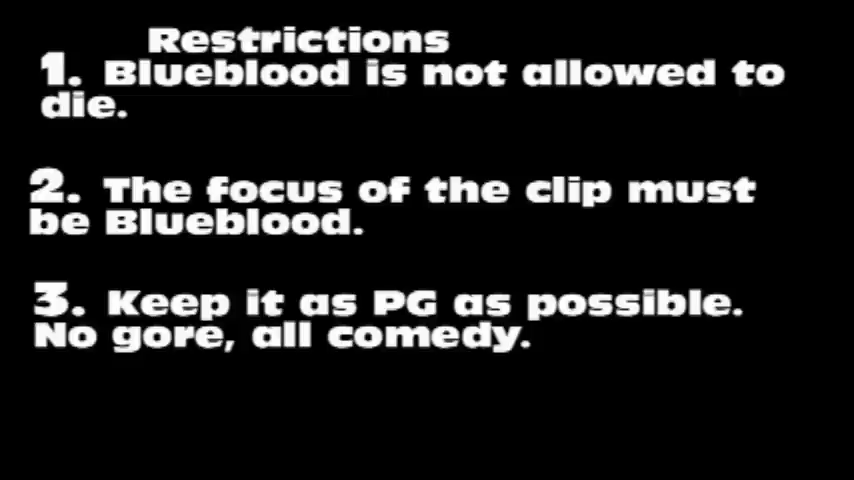 Restrictions
1. Blueblood is not allowed to
die.
2. The focus of the clip must
be Blueblood.
3. Keep it as PG as possible.
No gore, all comedy.